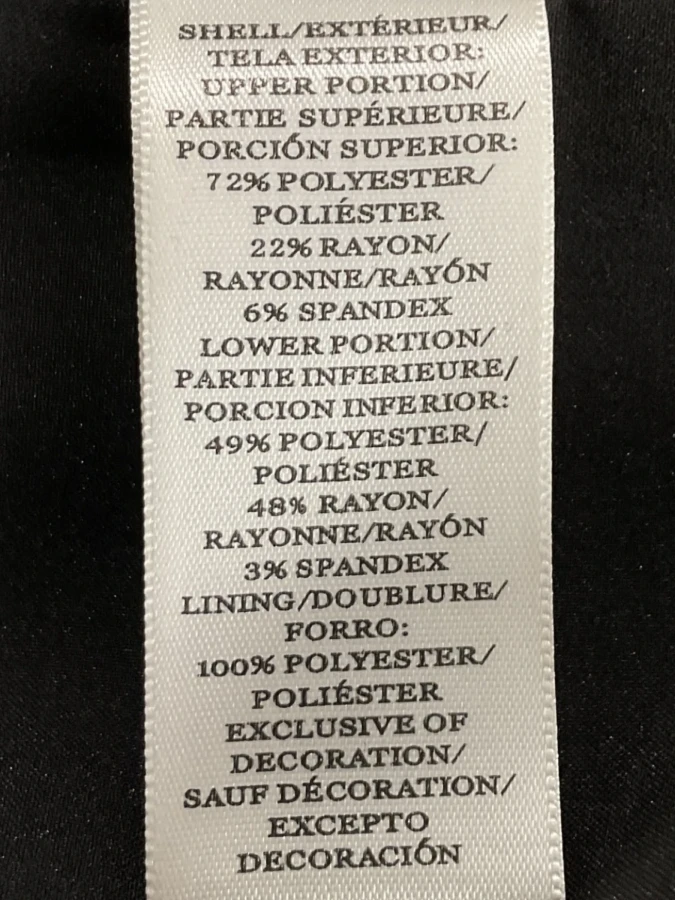 SHELL/EXTÉRIEUR/
TELA EXTERIOR:
UPPER PORTION/
PARTIE SUPÉRIEURE/
PORCIÓN SUPERIOR:
72% POLYESTER/
POLIÉSTER
22% RAYON/
RAYONNE/RAYÓN
6% SPANDEX
LOWER PORTION/
PARTIE INFERIEURE/
PORCION INFERIOR:
49% POLYESTER/
POLIÉSTER
48% RAYON/
RAYONNE/RAYÓN
3% SPANDEX
LINING/DOUBLURE/
FORRO:
100% POLYESTER/
POLIÉSTER
EXCLUSIVE OF
DECORATION/
SAUF DÉCORATION/
EXCEPTO
DECORACIÓN